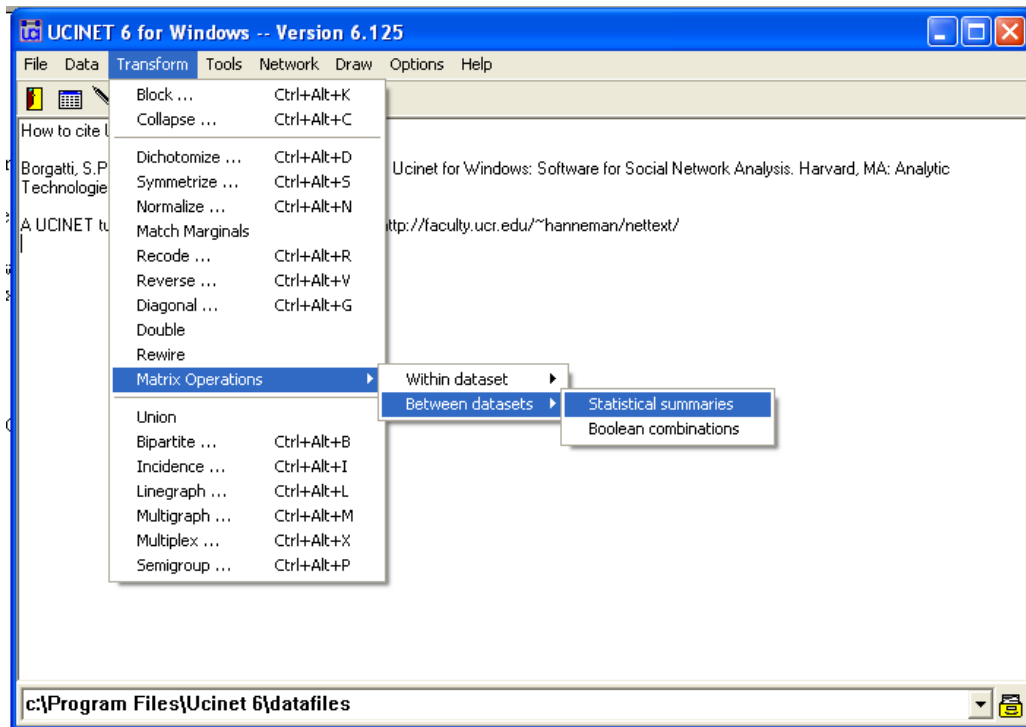 UCINET 6 for Windows -- Version 6.125
File Data Transform Tools Network Draw Options Help
Block ... Ctrl+Alt+K
Collapse ... Ctrl+Alt+C
How to cite
Dichotomize ... Ctrl+Alt+D
Borgatti, S.P Ucinet for Windows: Software for Social Network Analysis. Harvard, MA: Analytic
Technologie
Symmetrize ... Ctrl+Alt+S
Normalize ... Ctrl+Alt+N
A UCINET tu ttp://faculty.ucr.edu/~hanneman/nettext/
Match Marginals
Recode ... Ctrl+Alt+R
Reverse ... Ctrl+Alt+V
Diagonal ... Ctrl+Alt+G
Double
Rewire
Matrix Operations
Within dataset
Between datasets
Statistical summaries
Boolean combinations
Union
Bipartite ... Ctrl+Alt+B
Incidence ... Ctrl+Alt+I
Linegraph ... Ctrl+Alt+L
Multigraph ... Ctrl+Alt+M
Multiplex ... Ctrl+Alt+X
Semigroup ... Ctrl+Alt+P
c:\Program Files\Ucinet 6\datafiles